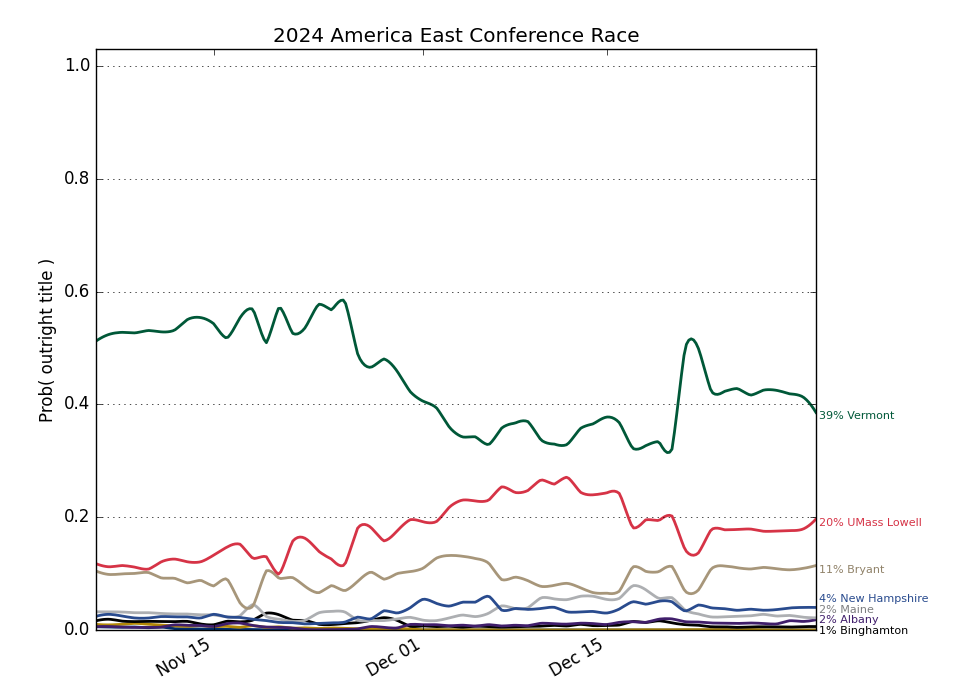 2024 America East Conference Race
Prob( outright title )
1.0
0.8
0.6
0.4
0.2
0.0
Nov 15
Dec 01
Dec 15
39% Vermont
20% UMass Lowell
11% Bryant
4% New Hampshire
2% Maine
2% Albany
1% Binghamton